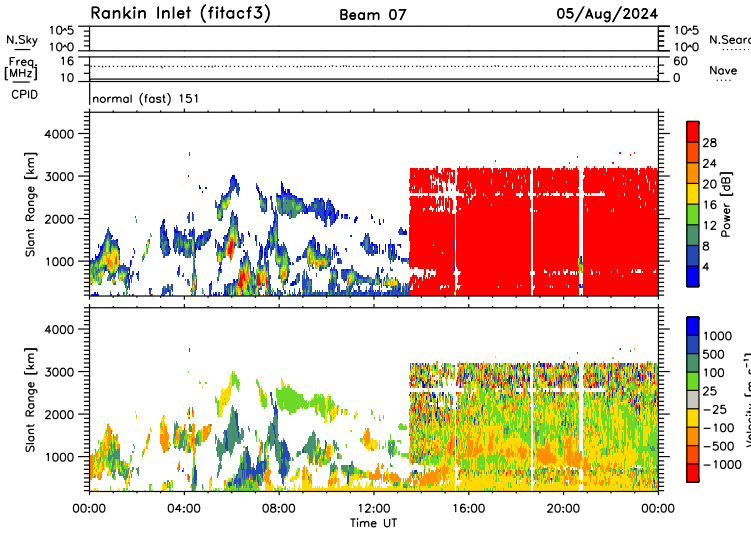 Rankin Inlet (fitacf3) Beam 07 05/Aug/2024
N.Sky 10^5 10^0 10^5 10^0 N.Searc
Freq. [MHz] 16 10 60 0 Nave
CPID normal (fast) 151
Slant Range [km] 4000 3000 2000 1000
Power [dB] 28 24 20 16 12 8 4
Slant Range [km] 4000 3000 2000 1000
Velocity [m s⁻¹] 1000 500 100 25 -25 -100 -500 -1000
00:00 04:00 08:00 12:00 16:00 20:00 00:00
Time UT